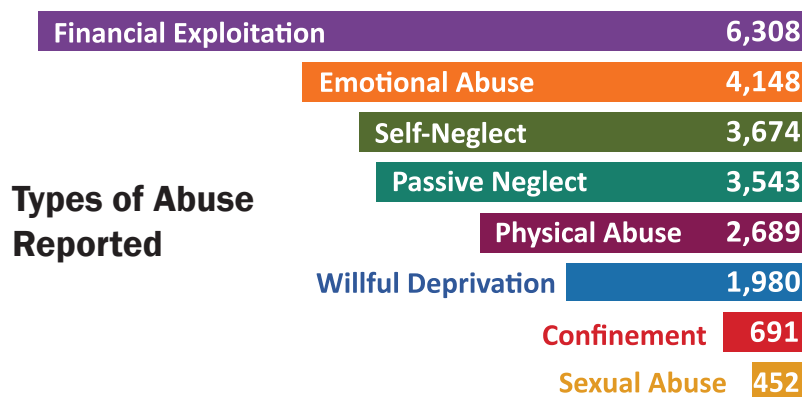 Financial Exploitation 6,308
Emotional Abuse 4,148
Self-Neglect 3,674
Passive Neglect 3,543
Types of Abuse
Reported
Physical Abuse 2,689
Willful Deprivation 1,980
Confinement 691
Sexual Abuse 452